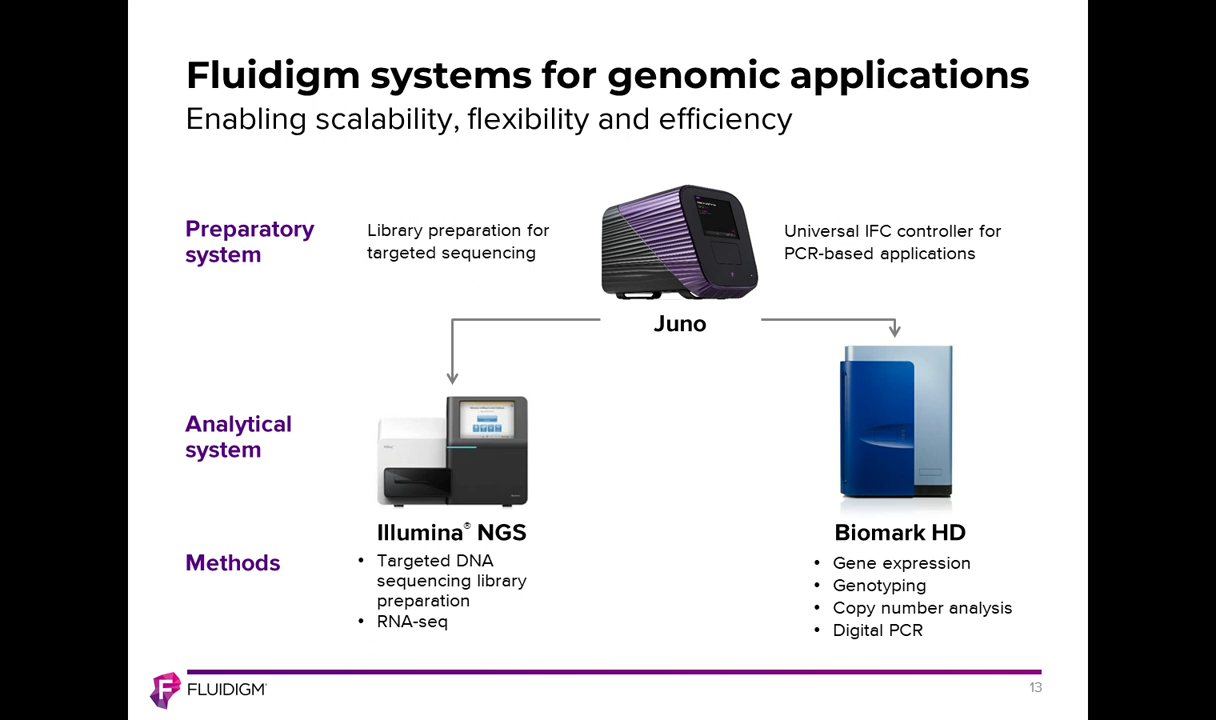 Fluidigm systems for genomic applications
Enabling scalability, flexibility and efficiency
Preparatory
system
Library preparation for
targeted sequencing
Universal IFC controller for
PCR-based applications
Juno
Analytical
system
Illumina® NGS
Biomark HD
Methods
• Targeted DNA
sequencing library
preparation
• RNA-seq
• Gene expression
• Genotyping
• Copy number analysis
• Digital PCR
F FLUIDIGM
13